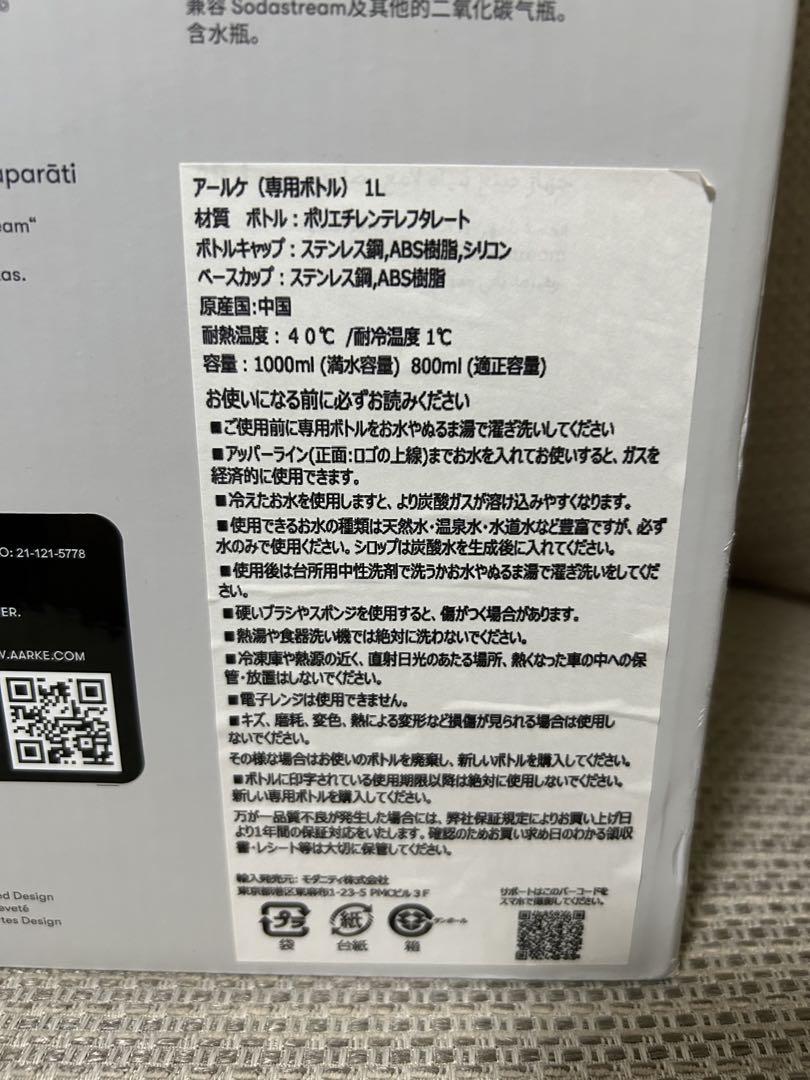 兼容 Sodastream及其他的二氧化碳气瓶。
含水瓶。
aparāti
eam“
as.
アールケ（専用ボトル） 1L
材質　ボトル：ポリエチレンテレフタレート
ボトルキャップ：ステンレス鋼,ABS樹脂,シリコン
ベースカップ：ステンレス鋼,ABS樹脂
原産国:中国
耐熱温度：４０℃ /耐冷温度 1℃
容量：1000ml (満水容量) 800ml (適正容量)
お使いになる前に必ずお読みください
■ご使用前に専用ボトルをお水やぬるま湯で濯ぎ洗いしてください
■アッパーライン(正面:ロゴの上線)までお水を入れてお使いすると、ガスを
経済的に使用できます。
■冷えたお水を使用しますと、より炭酸ガスが溶け込みやすくなります。
■使用できるお水の種類は天然水・温泉水・水道水など豊富ですが、必ず
水のみで使用ください。シロップは炭酸水を生成後に入れてください。
■使用後は台所用中性洗剤で洗うかお水やぬるま湯で濯ぎ洗いをしてくだ
さい。
■硬いブラシやスポンジを使用すると、傷がつく場合があります。
■熱湯や食器洗い機では絶対に洗わないでください。
■冷凍庫や熱源の近く、直射日光のあたる場所、熱くなった車の中への保
管・放置はしないでください。
■電子レンジは使用できません。
■キズ、磨耗、変色、熱による変形など損傷が見られる場合は使用し
ないでください。
その様な場合はお使いのボトルを廃棄し、新しいボトルを購入してください。
■ボトルに印字されている使用期限以降は絶対に使用しないでください。
新しい専用ボトルを購入してください。
万が一品質不良が発生した場合には、弊社保証規定によりお買い上げ日
より1年間の保証対応をいたします。確認のためお買い求め日のわかる領収
書・レシート等は大切に保管してください。
輸入発売元: モダニティ株式会社
東京都港区東麻布1-23-5 PMCビル３F
サポートはこのバーコードを
スマホで撮影してください。
プラ
紙
ダンボール
袋
台紙
箱
O: 21-121-5778
ER.
W.AARKE.COM
ed Design
eveté
rtes Design